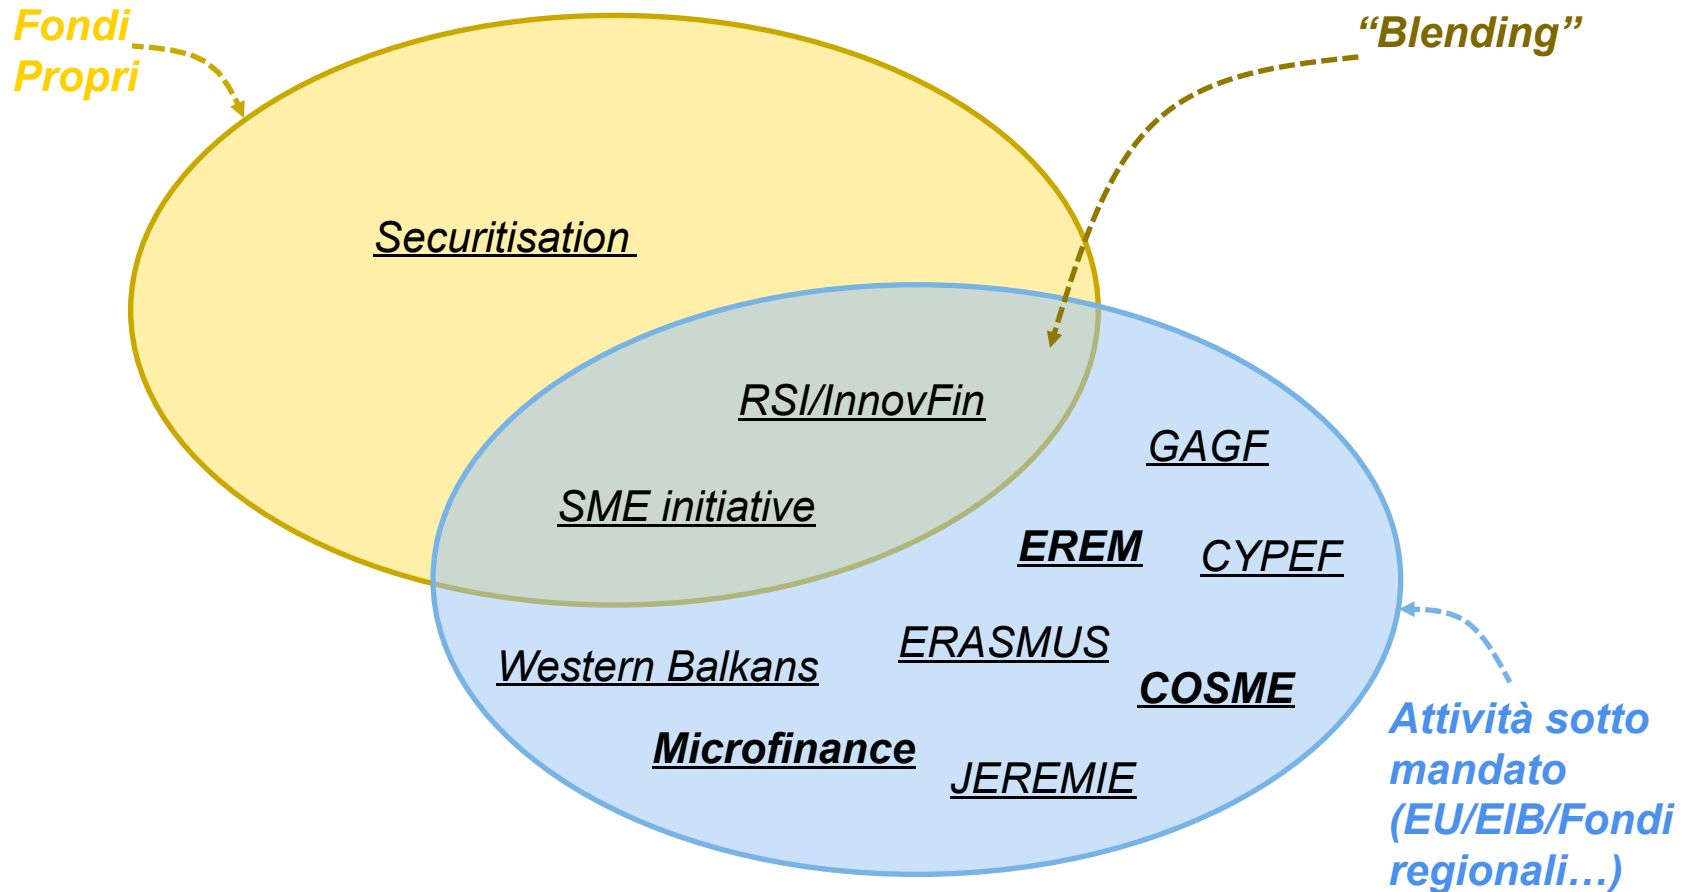 Fondi
Propri
“Blending”
Securitisation
RSI/InnovFin
GAGF
SME initiative
EREM
CYPEF
ERASMUS
Western Balkans
COSME
Microfinance
JEREMIE
Attività sotto
mandato
(EU/EIB/Fondi
regionali…)